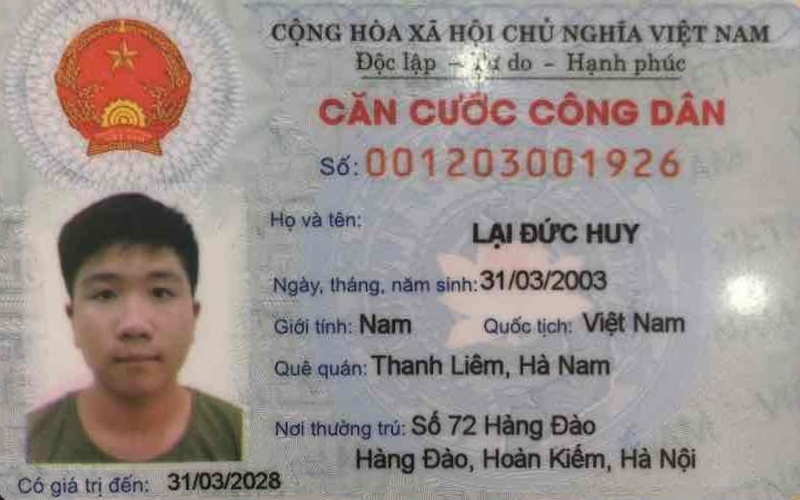 CỘNG HÒA XÃ HỘI CHỦ NGHĨA VIỆT NAM
Độc lập - Tự do - Hạnh phúc
CĂN CƯỚC CÔNG DÂN
Số: 001203001926
Họ và tên: LẠI ĐỨC HUY
Ngày, tháng, năm sinh: 31/03/2003
Giới tính: Nam Quốc tịch: Việt Nam
Quê quán: Thanh Liêm, Hà Nam
Nơi thường trú: Số 72 Hàng Đào
Hàng Đào, Hoàn Kiếm, Hà Nội
Có giá trị đến: 31/03/2028